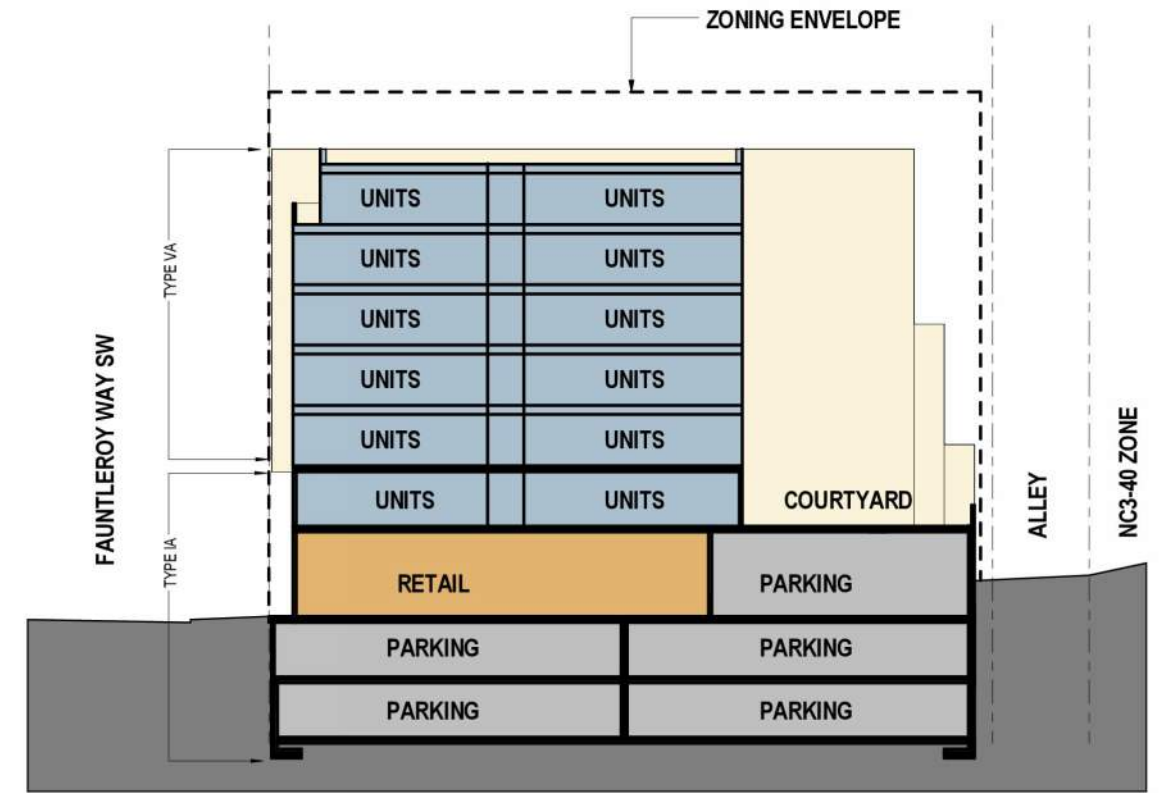 ZONING ENVELOPE
UNITS UNITS
UNITS UNITS
UNITS UNITS
UNITS UNITS
UNITS UNITS
UNITS UNITS
COURTYARD
RETAIL
PARKING
PARKING PARKING
PARKING PARKING
TYPE VA
TYPE IA
FAUNTLEROY WAY SW
ALLEY
NC3-40 ZONE